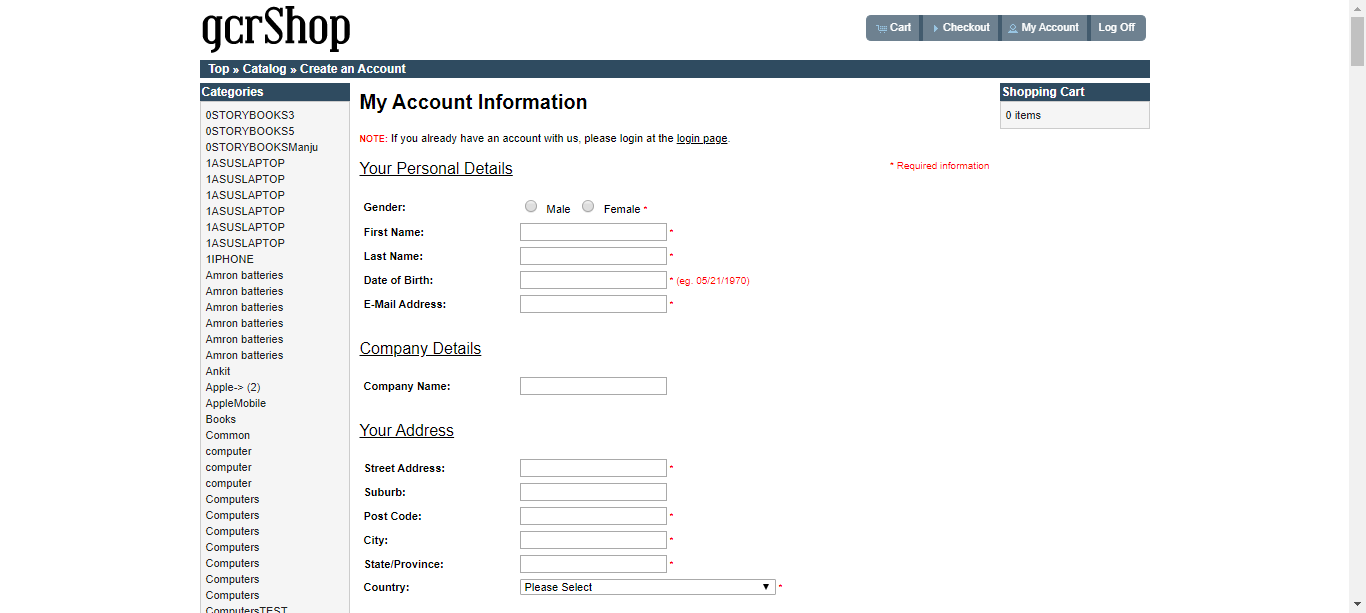 gcrShop
Cart Checkout My Account Log Off
Top » Catalog » Create an Account
Categories
0STORYBOOKS3
0STORYBOOKS5
0STORYBOOKSManju
1ASUSLAPTOP
1ASUSLAPTOP
1ASUSLAPTOP
1ASUSLAPTOP
1ASUSLAPTOP
1ASUSLAPTOP
1IPHONE
Amron batteries
Amron batteries
Amron batteries
Amron batteries
Amron batteries
Amron batteries
Ankit
Apple-> (2)
AppleMobile
Books
Common
computer
computer
computer
Computers
Computers
Computers
Computers
Computers
Computers
Computers
ComputersTEST
My Account Information
NOTE: If you already have an account with us, please login at the login page.
Your Personal Details
* Required information
Gender: Male Female *
First Name: *
Last Name: *
Date of Birth: * (eg. 05/21/1970)
E-Mail Address: *
Company Details
Company Name:
Your Address
Street Address: *
Suburb:
Post Code: *
City: *
State/Province: *
Country: Please Select *
Shopping Cart
0 items